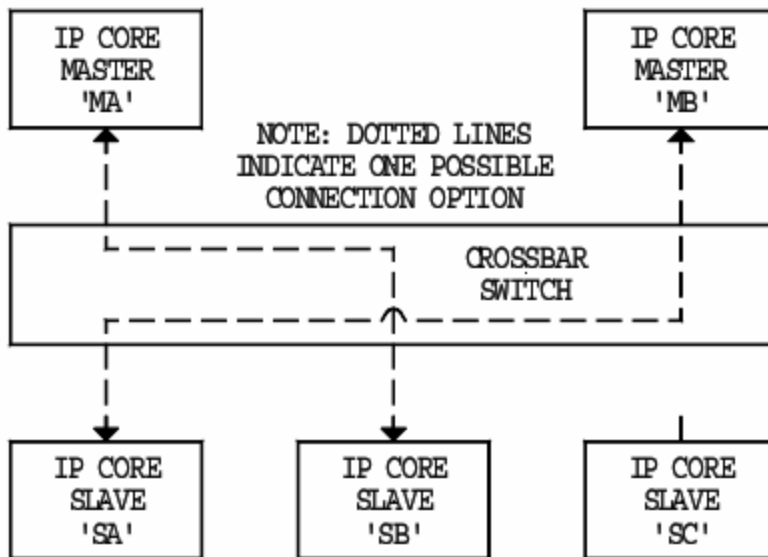 IP CORE
MASTER
'MA'
IP CORE
MASTER
'MB'
NOTE: DOTTED LINES
INDICATE ONE POSSIBLE
CONNECTION OPTION
CROSSBAR
SWITCH
IP CORE
SLAVE
'SA'
IP CORE
SLAVE
'SB'
IP CORE
SLAVE
'SC'